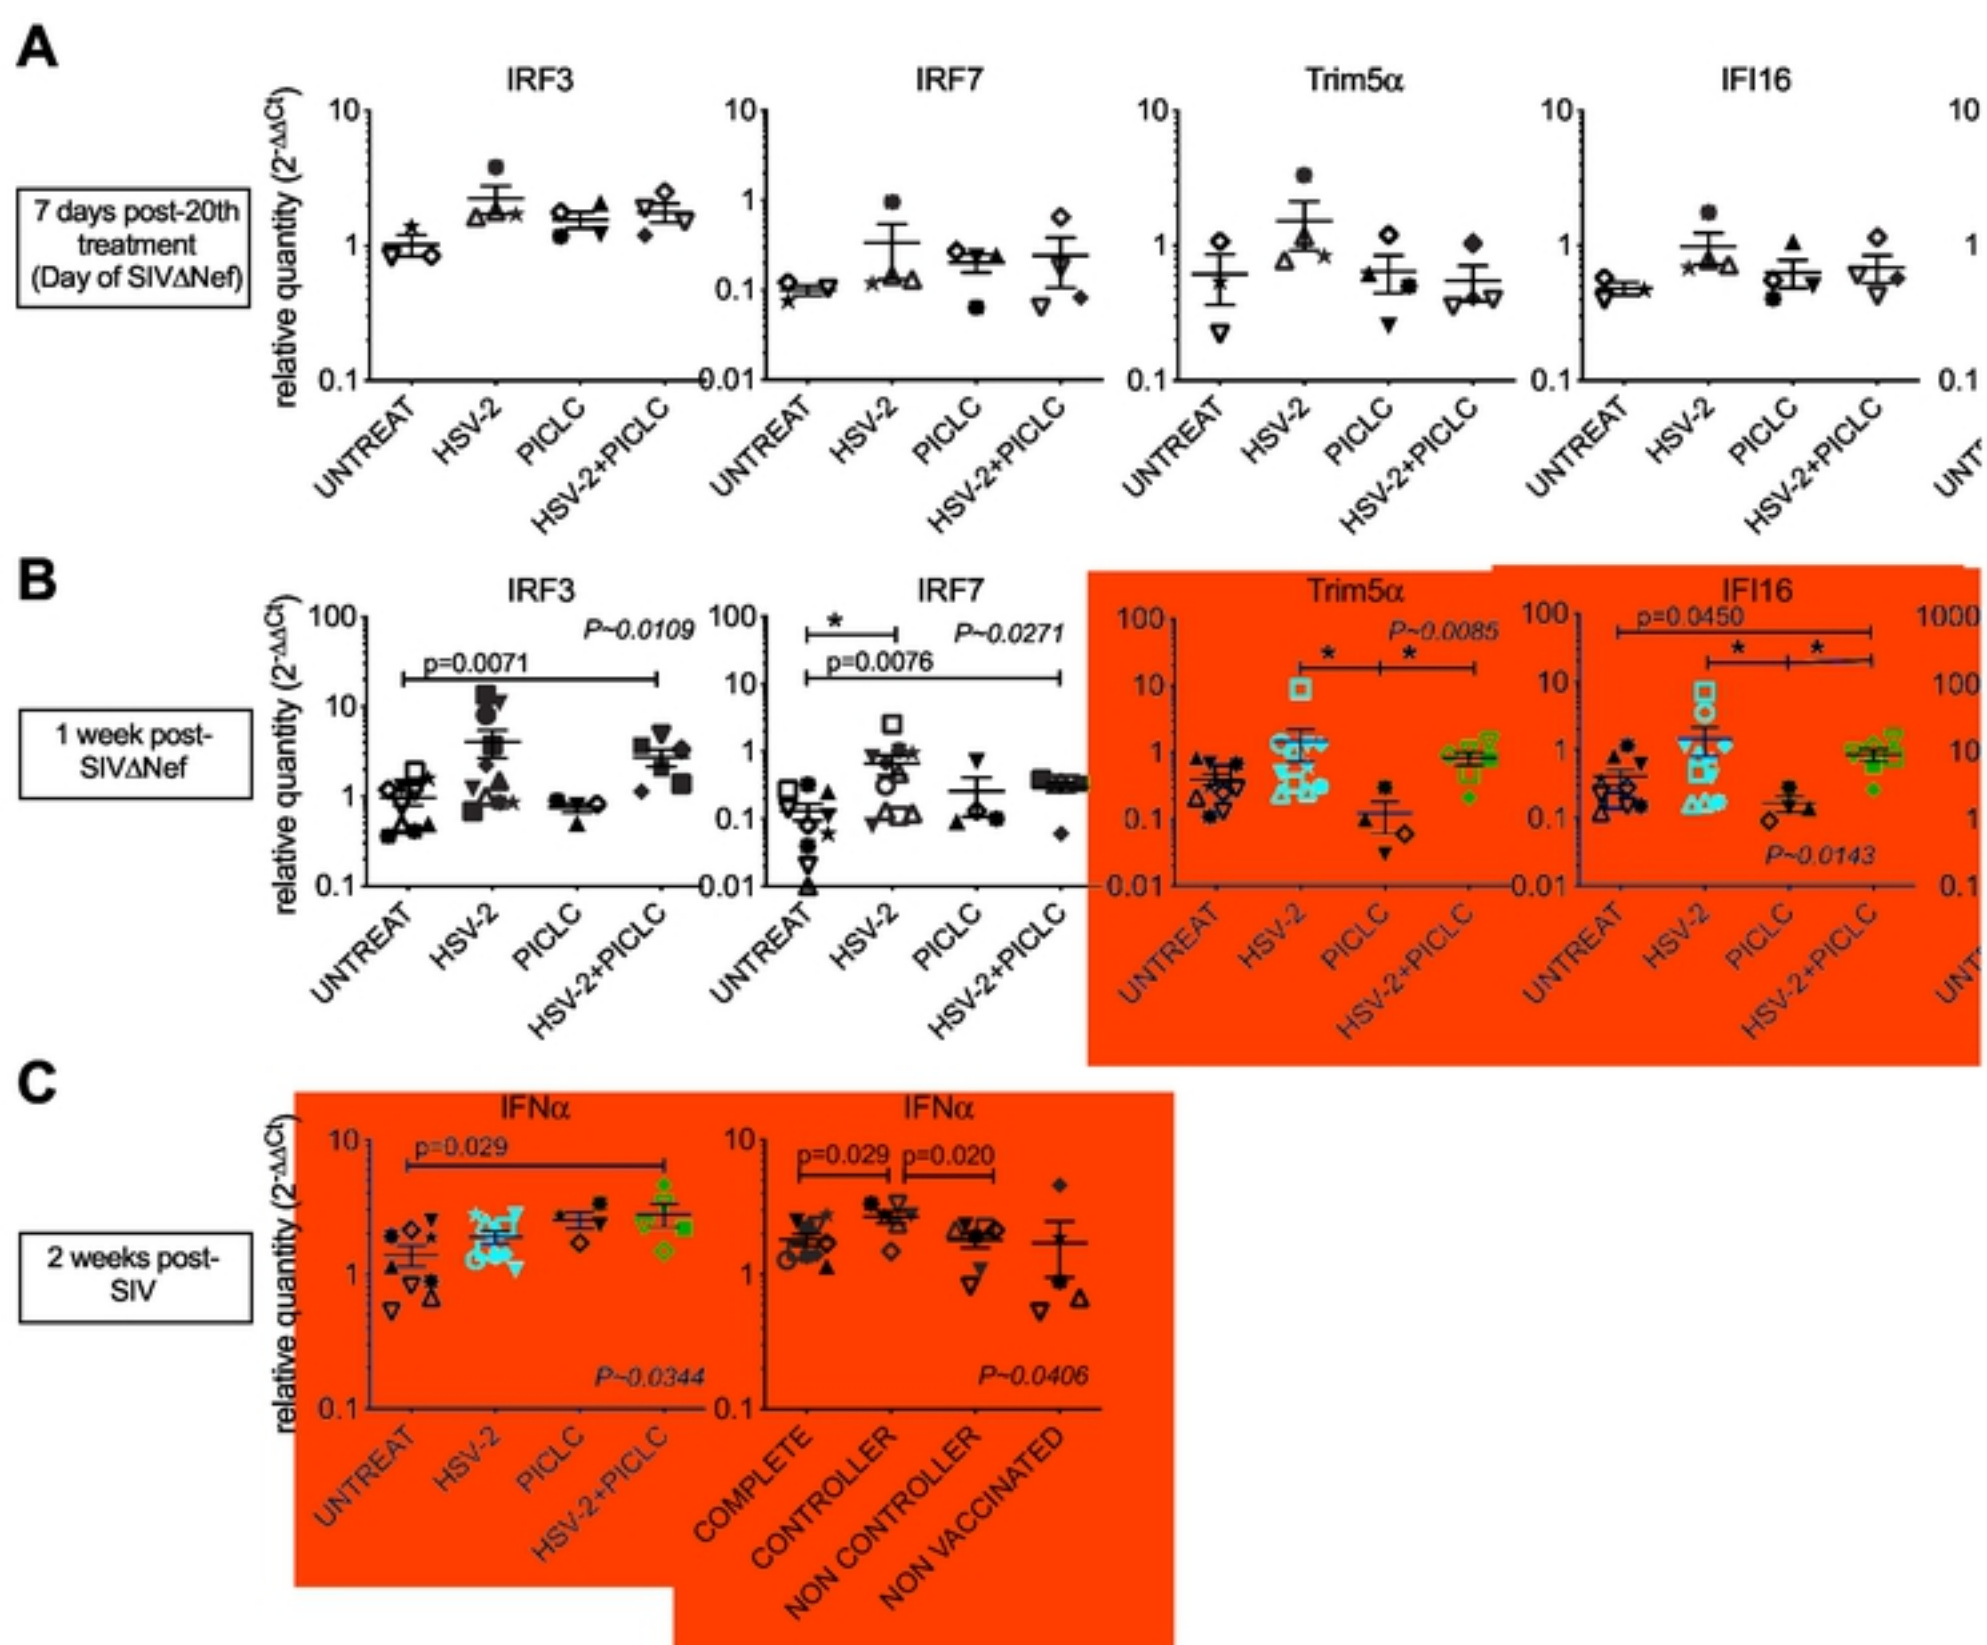 A
IRF3 IRF7 Trim5α IFI16
relative quantity (2-ΔΔCt)
7 days post-20th
treatment
(Day of SIVΔNef)
10 10 10 10 10
1 1 1 1 1
0.1 0.1
0.01 0.1 0.1 0.1
UNTREAT HSV-2 PICLC HSV-2+PICLC UNTREAT HSV-2 PICLC HSV-2+PICLC UNTREAT HSV-2 PICLC HSV-2+PICLC UNTREAT HSV-2 PICLC HSV-2+PICLC UNT
B
IRF3 IRF7 Trim5α IFI16
relative quantity (2-ΔΔCt)
1 week post-
SIVΔNef
100 P~0.0109 100 * P~0.0271 100 P~0.0085 100 p=0.0450 1000
p=0.0071 p=0.0076 * * * *
10 10 10 10 100
1 1 1 1 10
0.1 0.1 0.1 1
P~0.0143
0.1 0.01 0.01 0.01 0.1
UNTREAT HSV-2 PICLC HSV-2+PICLC UNTREAT HSV-2 PICLC HSV-2+PICLC UNTREAT HSV-2 PICLC HSV-2+PICLC UNTREAT HSV-2 PICLC HSV-2+PICLC UNT
C
IFNα IFNα
relative quantity (2-ΔΔCt)
2 weeks post-
SIV
10 p=0.029 10 p=0.029 p=0.020
1 1
P~0.0344 P~0.0406
0.1 0.1
UNTREAT HSV-2 PICLC HSV-2+PICLC COMPLETE CONTROLLER NON CONTROLLER NON VACCINATED